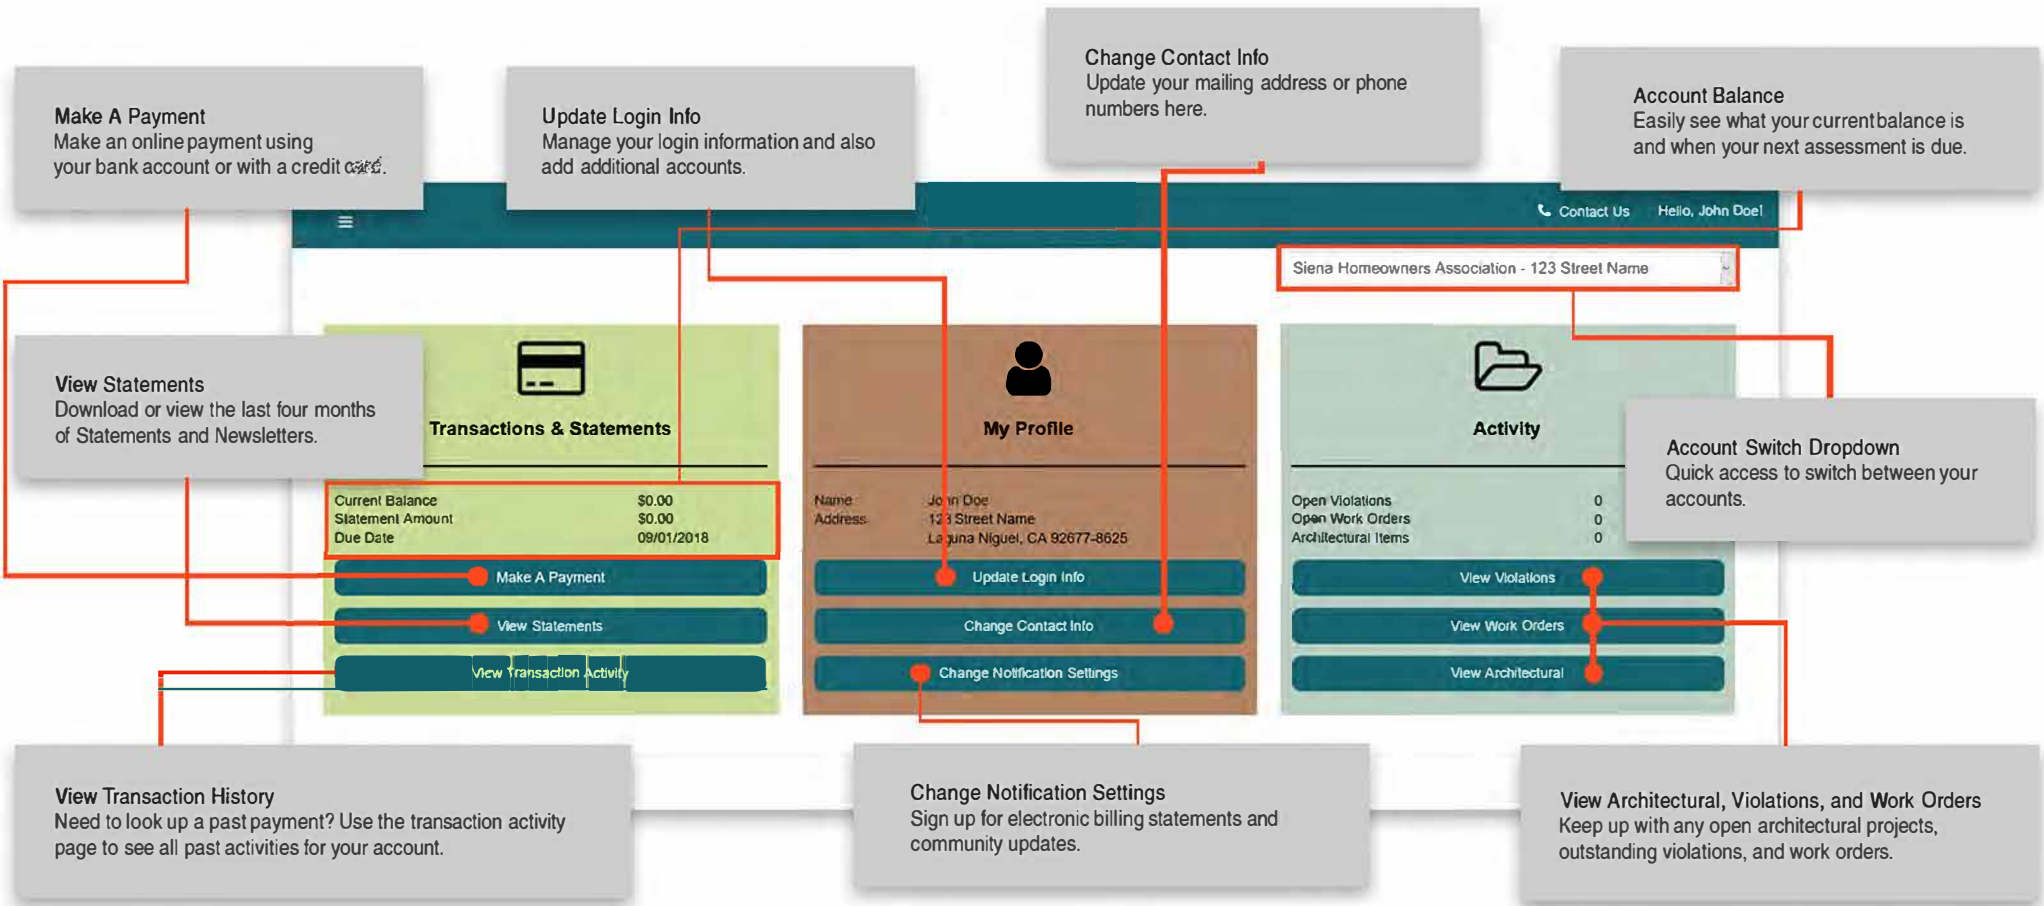 Change Contact Info
Update your mailing address or phone
numbers here.
Make A Payment
Make an online payment using
your bank account or with a credit card.
Update Login Info
Manage your login information and also
add additional accounts.
Account Balance
Easily see what your current balance is
and when your next assessment is due.
Contact Us Hello, John Doe!
Siena Homeowners Association - 123 Street Name
View Statements
Download or view the last four months
of Statements and Newsletters.
Transactions & Statements
Current Balance $0.00
Statement Amount $0.00
Due Date 09/01/2018
Make A Payment
View Statements
View Transaction Activity
My Profile
Name John Doe
Address 123 Street Name
Laguna Niguel, CA 92677-8625
Update Login Info
Change Contact Info
Change Notification Settings
Activity
Open Violations 0
Open Work Orders 0
Architectural Items 0
View Violations
View Work Orders
View Architectural
Account Switch Dropdown
Quick access to switch between your
accounts.
View Transaction History
Need to look up a past payment? Use the transaction activity
page to see all past activities for your account.
Change Notification Settings
Sign up for electronic billing statements and
community updates.
View Architectural, Violations, and Work Orders
Keep up with any open architectural projects,
outstanding violations, and work orders.